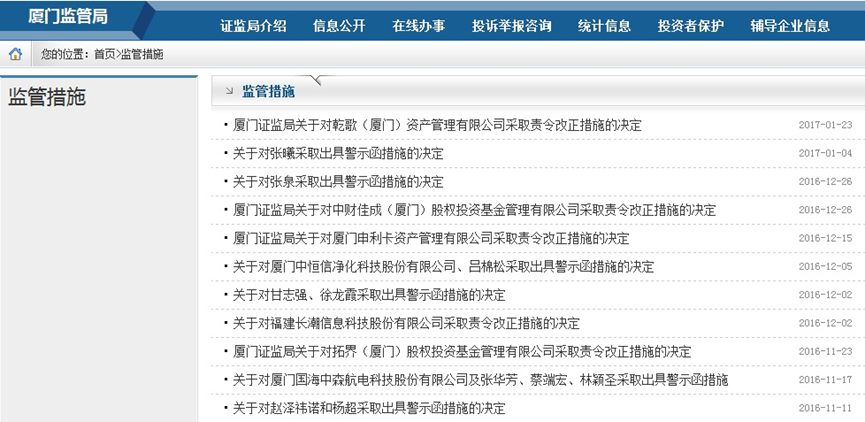 厦门监管局
证监局介绍 信息公开 在线办事 投诉举报咨询 统计信息 投资者保护 辅导企业信息
您的位置：首页>监管措施
监管措施
监管措施
厦门证监局关于对乾歌（厦门）资产管理有限公司采取责令改正措施的决定 2017-01-23
关于对张曦采取出具警示函措施的决定 2017-01-04
关于对张泉采取出具警示函措施的决定 2016-12-26
厦门证监局关于对中财佳成（厦门）股权投资基金管理有限公司采取责令改正措施的决定 2016-12-26
厦门证监局关于对厦门申利卡资产管理有限公司采取责令改正措施的决定 2016-12-15
关于对厦门中恒信净化科技股份有限公司、吕棉松采取出具警示函措施的决定 2016-12-05
关于对甘志强、徐龙霞采取出具警示函措施的决定 2016-12-02
关于对福建长潮信息科技股份有限公司采取责令改正措施的决定 2016-12-02
厦门证监局关于对拓界（厦门）股权投资基金管理有限公司采取责令改正措施的决定 2016-11-23
关于对厦门国海中森航电科技股份有限公司及张华芳、蔡端宏、林颖圣采取出具警示函措施 2016-11-17
关于对赵泽祎诺和杨超采取出具警示函措施的决定 2016-11-11